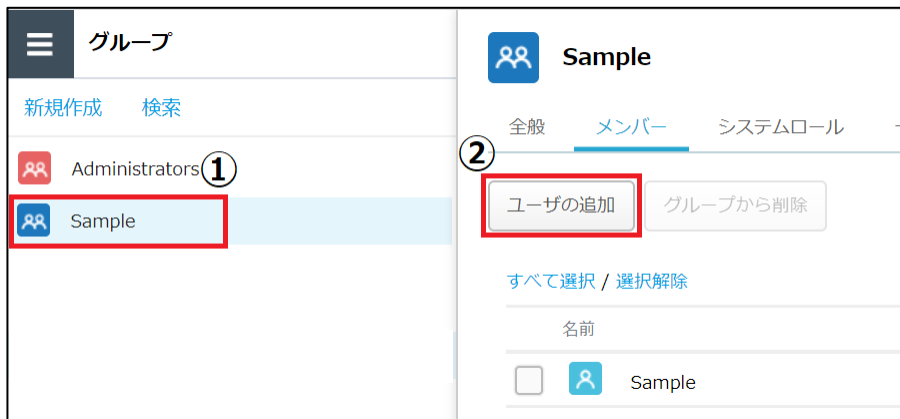 グループ
新規作成 検索
Administrators①
Sample
Sample
全般 メンバー システムロール
②
ユーザの追加 グループから削除
すべて選択 / 選択解除
名前
Sample